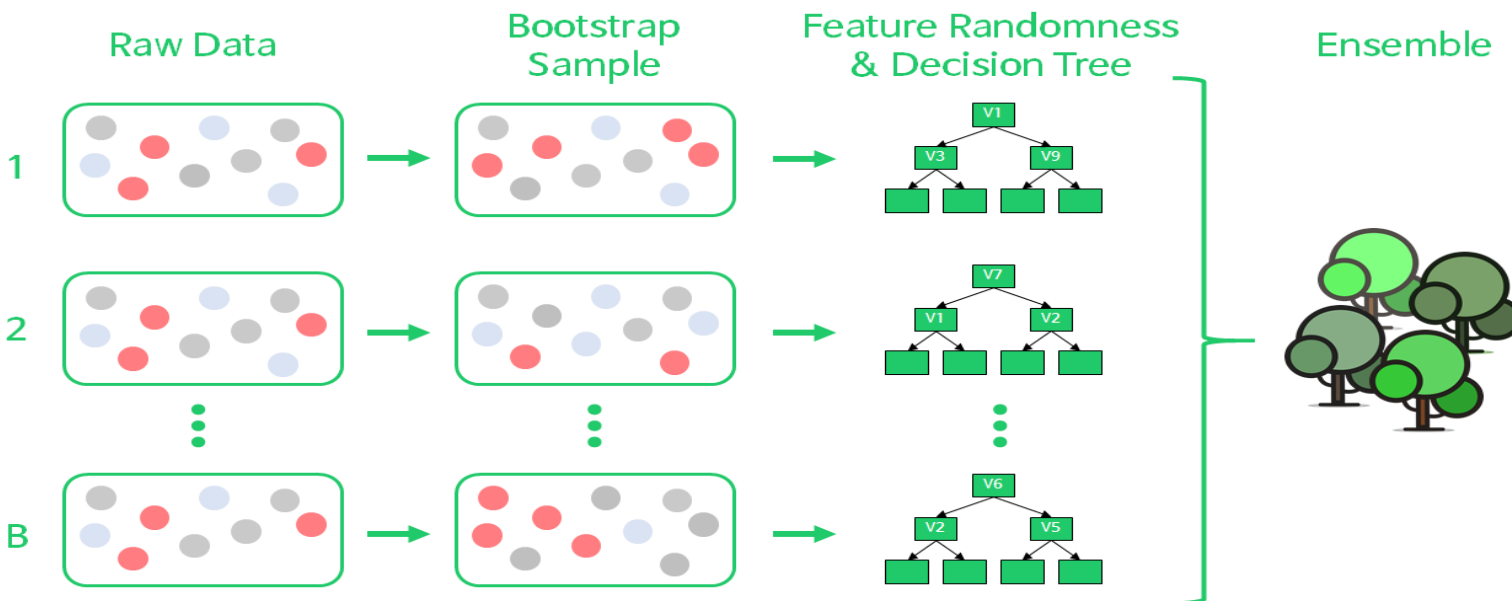 Raw Data
Bootstrap
Sample
Feature Randomness
& Decision Tree
Ensemble
1
V1
V3 V9
2
V7
V1 V2
B
V6
V2 V5